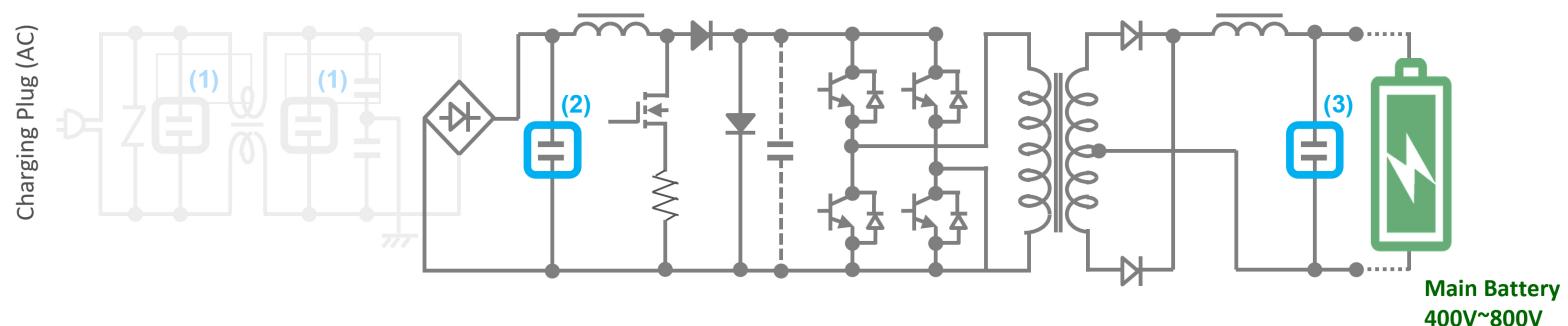 Charging Plug (AC)
(1)
(1)
(2)
(3)
Main Battery
400V~800V